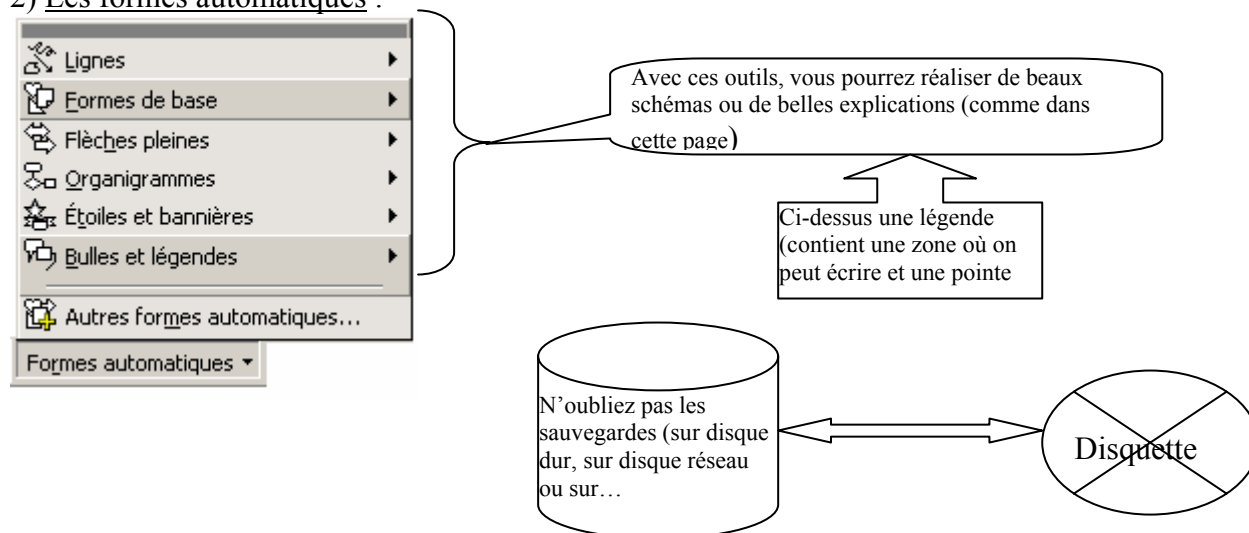 2) Les formes automatiques :
Lignes
Formes de base
Flèches pleines
Organigrammes
Étoiles et bannières
Bulles et légendes
Autres formes automatiques...
Formes automatiques
Avec ces outils, vous pourrez réaliser de beaux
schémas ou de belles explications (comme dans
cette page)
Ci-dessus une légende
(contient une zone où on
peut écrire et une pointe
N’oubliez pas les
sauvegardes (sur disque
dur, sur disque réseau
ou sur…
Disquette